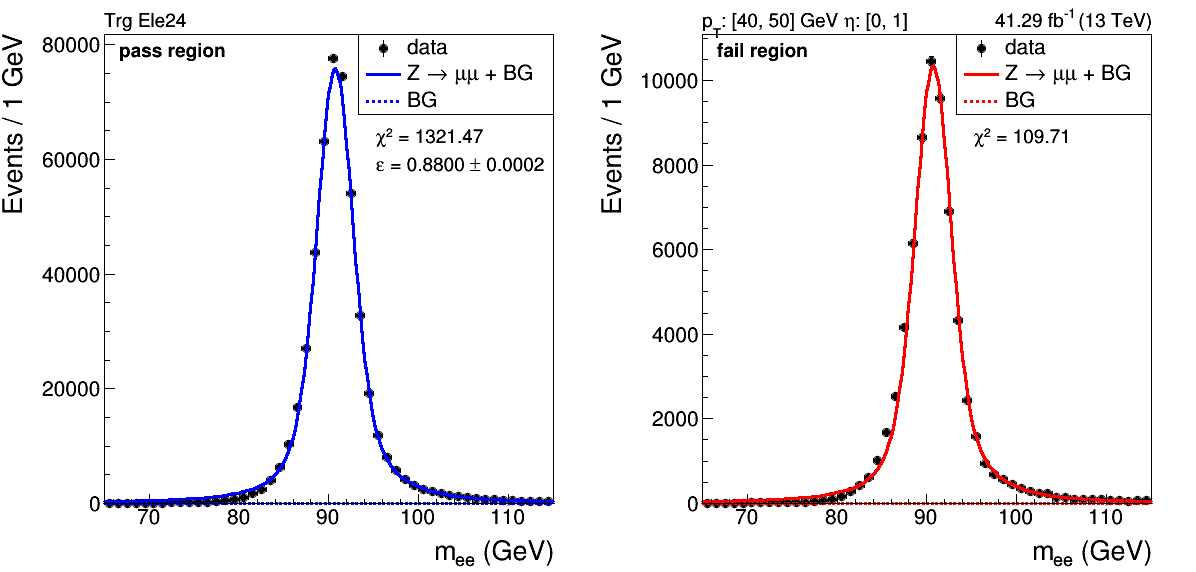 Trg Ele24
pass region
data
Z → μμ + BG
BG
χ² = 1321.47
ε = 0.8800 ± 0.0002
Events / 1 GeV
80000
60000
40000
20000
0
70 80 90 100 110
m_ee (GeV)
p_T: [40, 50] GeV η: [0, 1] 41.29 fb⁻¹ (13 TeV)
fail region
data
Z → μμ + BG
BG
χ² = 109.71
Events / 1 GeV
10000
8000
6000
4000
2000
0
70 80 90 100 110
m_ee (GeV)